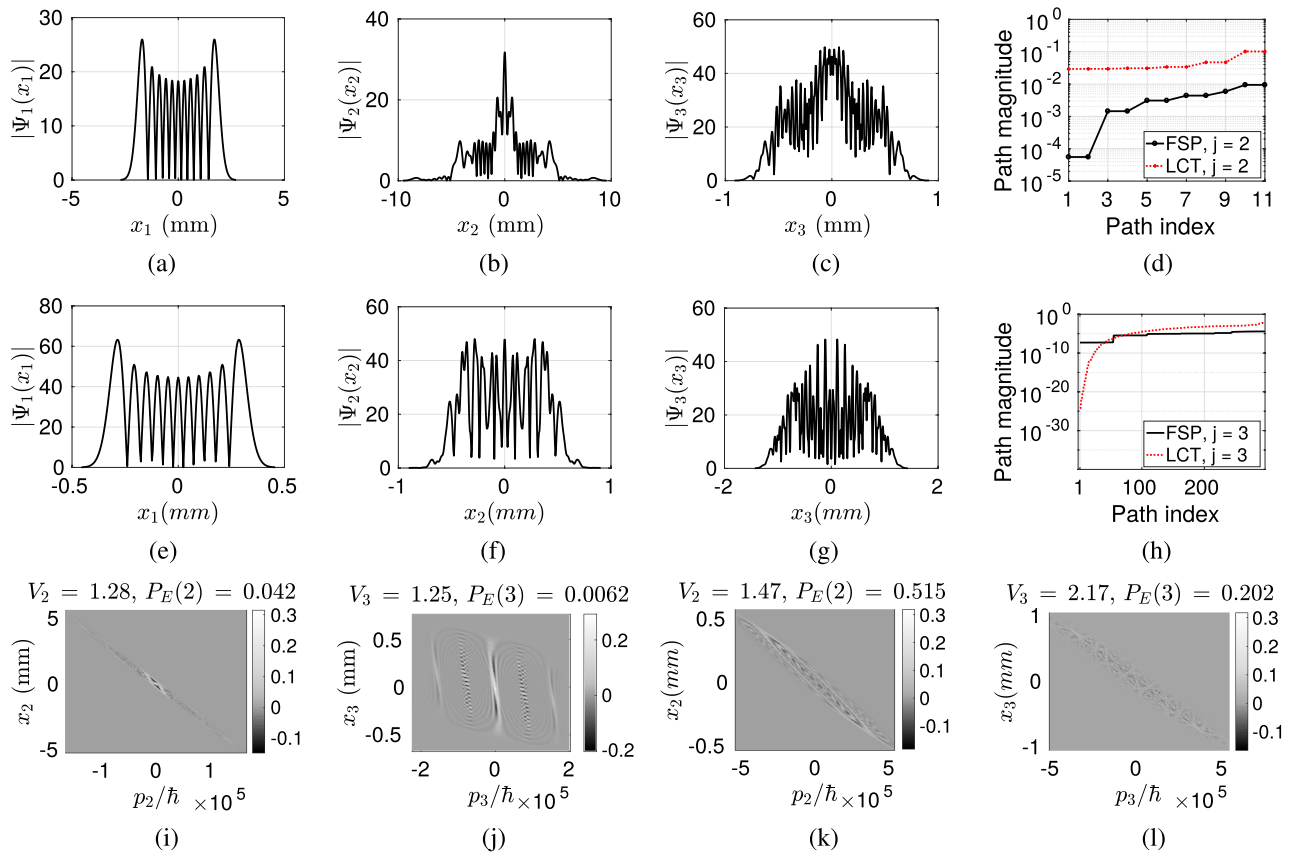 30
20
10
0
-5
0
5
|Ψ1(x1)|
x1 (mm)
(a)
40
20
0
-10
0
10
|Ψ2(x2)|
x2 (mm)
(b)
60
40
20
0
-1
0
1
|Ψ3(x3)|
x3 (mm)
(c)
10^0
10^-1
10^-2
10^-3
10^-4
10^-5
1 3 5 7 9 11
Path magnitude
Path index
FSP, j = 2
LCT, j = 2
(d)
80
60
40
20
0
-0.5
0
0.5
|Ψ1(x1)|
x1(mm)
(e)
60
40
20
0
-1
0
1
|Ψ2(x2)|
x2(mm)
(f)
60
40
20
0
-2
0
2
|Ψ3(x3)|
x3(mm)
(g)
10^0
10^-10
10^-20
10^-30
1 100 200
Path magnitude
Path index
FSP, j = 3
LCT, j = 3
(h)
V2 = 1.28, PE(2) = 0.042
5
0
-5
-1 0 1
x2 (mm)
p2/ħ ×10^5
0.3
0.2
0.1
0
-0.1
(i)
V3 = 1.25, PE(3) = 0.0062
0.5
0
-0.5
-2 0 2
x3 (mm)
p3/ħ ×10^5
0.2
0
-0.2
(j)
V2 = 1.47, PE(2) = 0.515
0.5
0
-0.5
-5 0 5
x2(mm)
p2/ħ ×10^5
0.3
0.2
0.1
0
-0.1
(k)
V3 = 2.17, PE(3) = 0.202
1
0
-1
-5 0 5
x3(mm)
p3/ħ ×10^5
0.3
0.2
0.1
0
-0.1
(l)